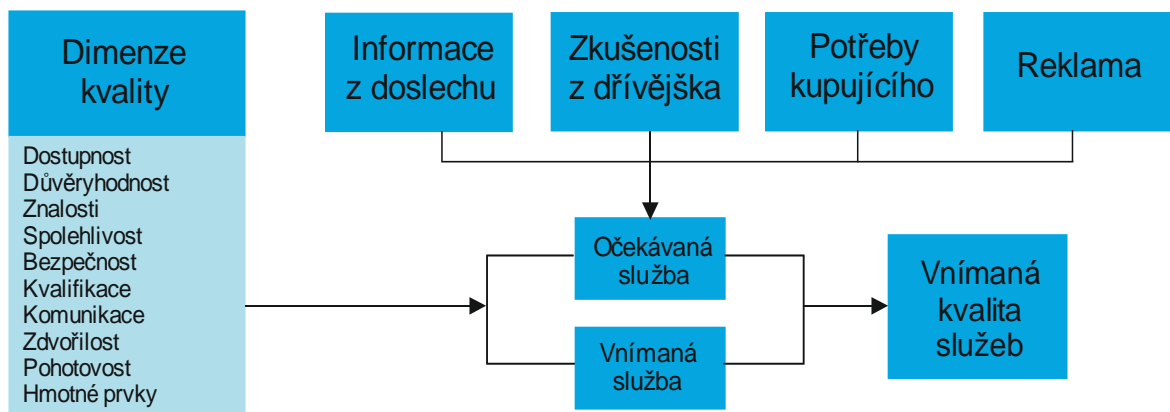 Dimenze
kvality
Dostupnost
Důvěryhodnost
Znalosti
Spolehlivost
Bezpečnost
Kvalifikace
Komunikace
Zdvořilost
Pohotovost
Hmotné prvky
Informace
z doslechu
Zkušenosti
z dřívějška
Potřeby
kupujícího
Reklama
Očekávaná
služba
Vnímaná
služba
Vnímaná
kvalita
služeb